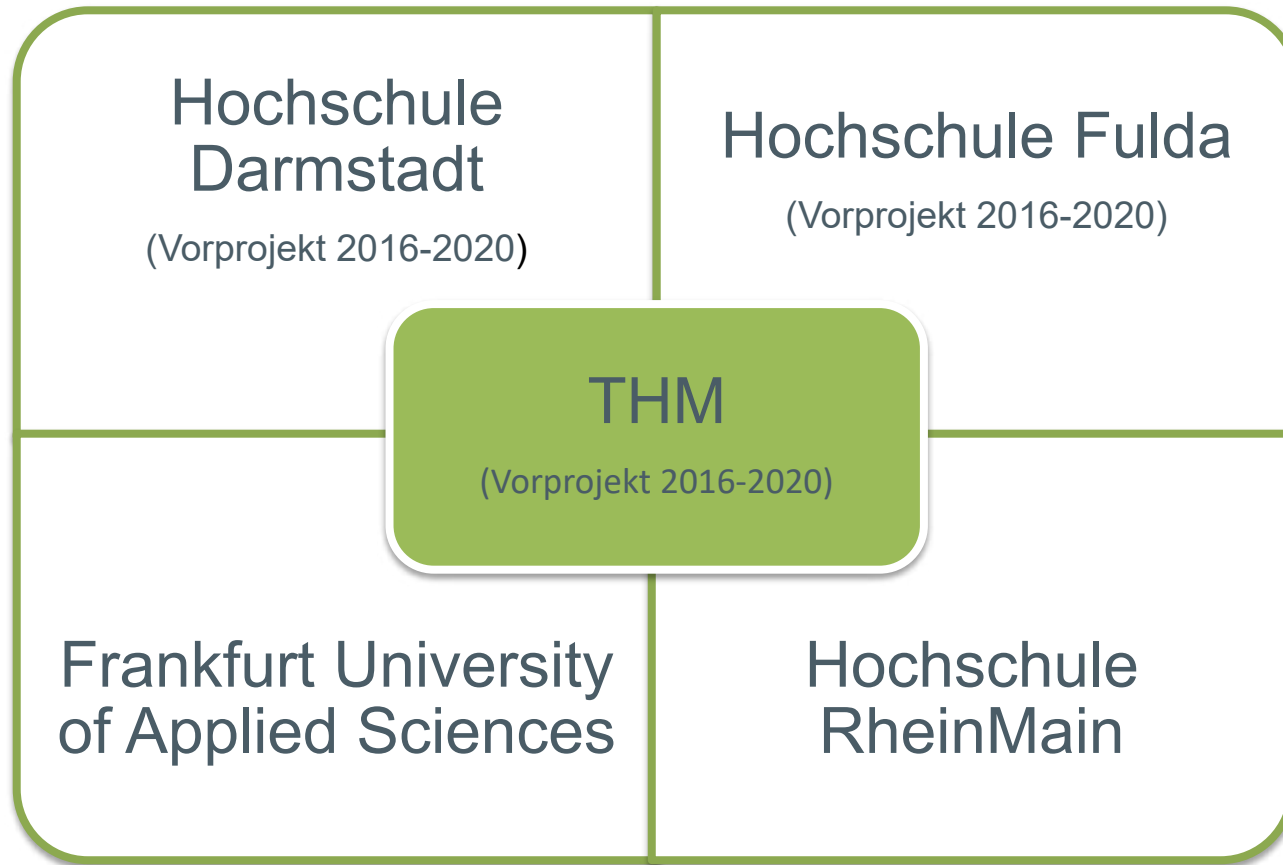 Hochschule
Darmstadt
(Vorprojekt 2016-2020)
Hochschule Fulda
(Vorprojekt 2016-2020)
THM
(Vorprojekt 2016-2020)
Frankfurt University
of Applied Sciences
Hochschule
RheinMain